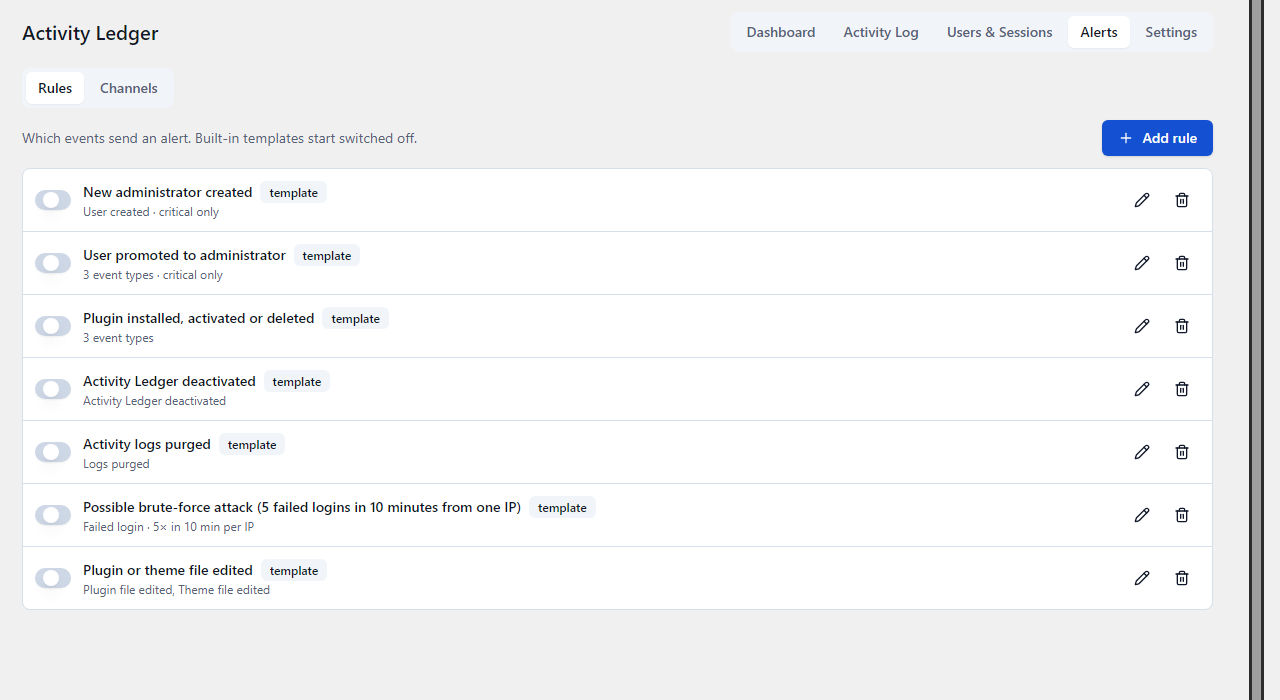 Activity Ledger
Dashboard
Activity Log
Users & Sessions
Alerts
Settings
Rules
Channels
Which events send an alert. Built-in templates start switched off.
+ Add rule
New administrator created template
User created · critical only
User promoted to administrator template
3 event types · critical only
Plugin installed, activated or deleted template
3 event types
Activity Ledger deactivated template
Activity Ledger deactivated
Activity logs purged template
Logs purged
Possible brute-force attack (5 failed logins in 10 minutes from one IP) template
Failed login · 5× in 10 min per IP
Plugin or theme file edited template
Plugin file edited, Theme file edited